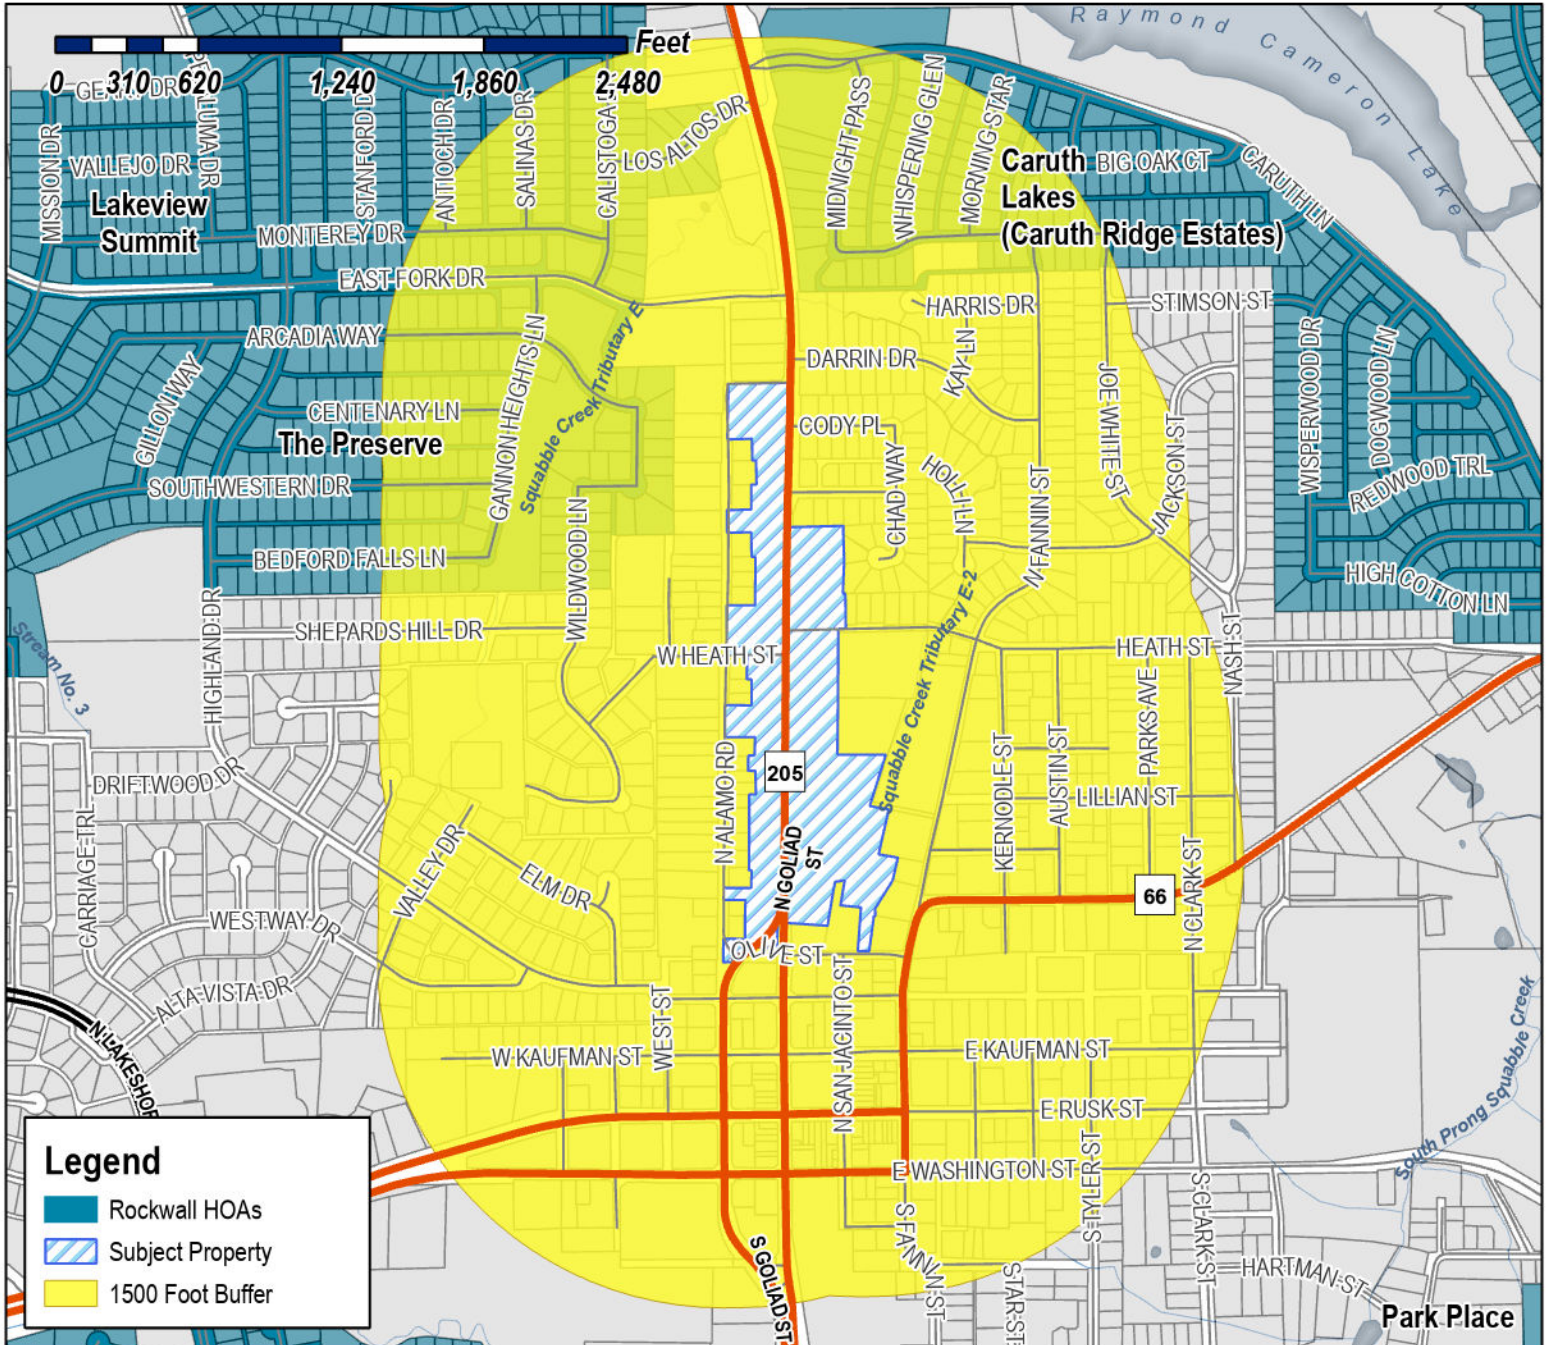 Feet
0 310 620 1,240 1,860 2,480
Raymond Cameron Lake
MISSION DR
VALLEJO DR
STANFORD D
ANTIOCH DR
SALINAS DR
LOS ALTOS DR
MIDNIGHT PASS
WHISPERING GLEN
MORNING STAR
Caruth
Lakes
(Caruth Ridge Estates)
BIG OAK CT
CARUTH LN
Lakeview
Summit
MONTEREY DR
EAST FORK DR
HARRIS DR
STIMSON ST
ARCADIA WAY
GANNON HEIGHTS LN
Squabble Creek Tributary E
DARRIN DR
KAY LN
JOE WHITE ST
WISPERWOOD DR
DOGWOOD LN
GILLON WAY
CENTENARY LN
The Preserve
CODY PL
CHAD WAY
HOLLI LN
N FANNIN ST
JACKSON ST
REDWOOD TRL
SOUTHWESTERN DR
BEDFORD FALLS LN
WILDWOOD LN
HIGH COTTON LN
Stream No. 3
HIGHLAND DR
SHEPARDS HILL DR
W HEATH ST
Squabble Creek Tributary E-2
HEATH ST
NASH ST
DRIFTWOOD DR
N ALAMO RD
205
KERNODLE ST
AUSTIN ST
PARKS AVE
LILLIAN ST
CARRIAGE TRL
VALLEY DR
ELM DR
N GOLIAD
ST
66
N CLARK ST
WESTWAY DR
OLIVE ST
ALTA VISTA DR
WEST ST
N SAN JACINTO ST
N LAKESHOR
W KAUFMAN ST
E KAUFMAN ST
South Prong Squabble Creek
E RUSK ST
E WASHINGTON ST
S TYLER ST
S CLARK ST
S FANNIN ST
S GOLIAD ST
HARTMAN ST
Park Place
Legend
Rockwall HOAs
Subject Property
1500 Foot Buffer